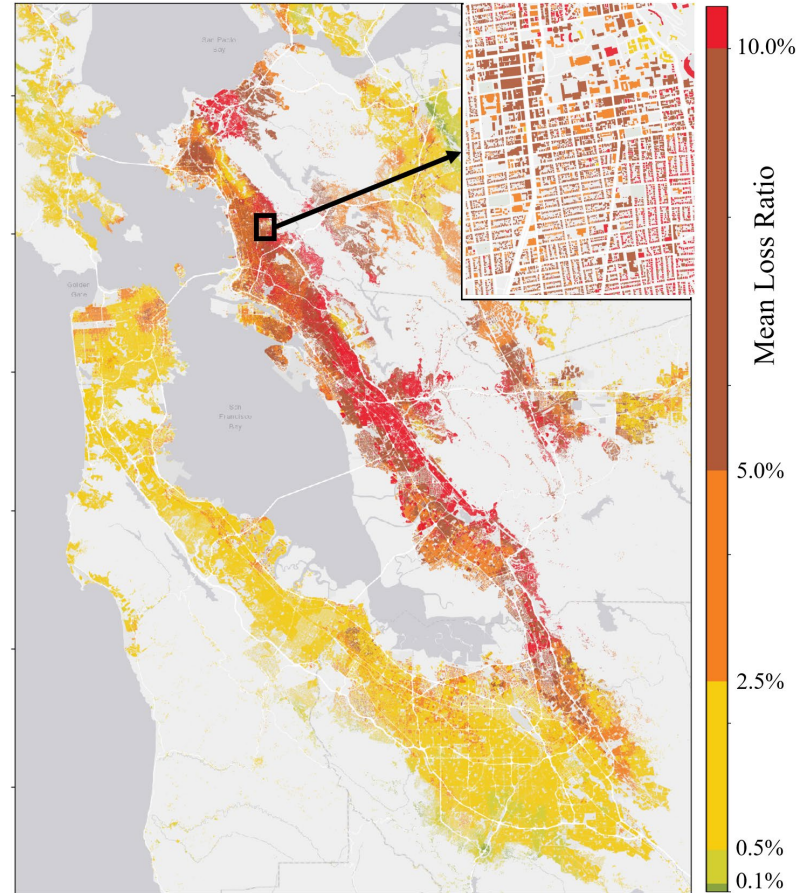 San Pablo
Bay
10.0%
Golden
Gate
San
Francisco
Bay
Mean Loss Ratio
5.0%
2.5%
0.5%
0.1%